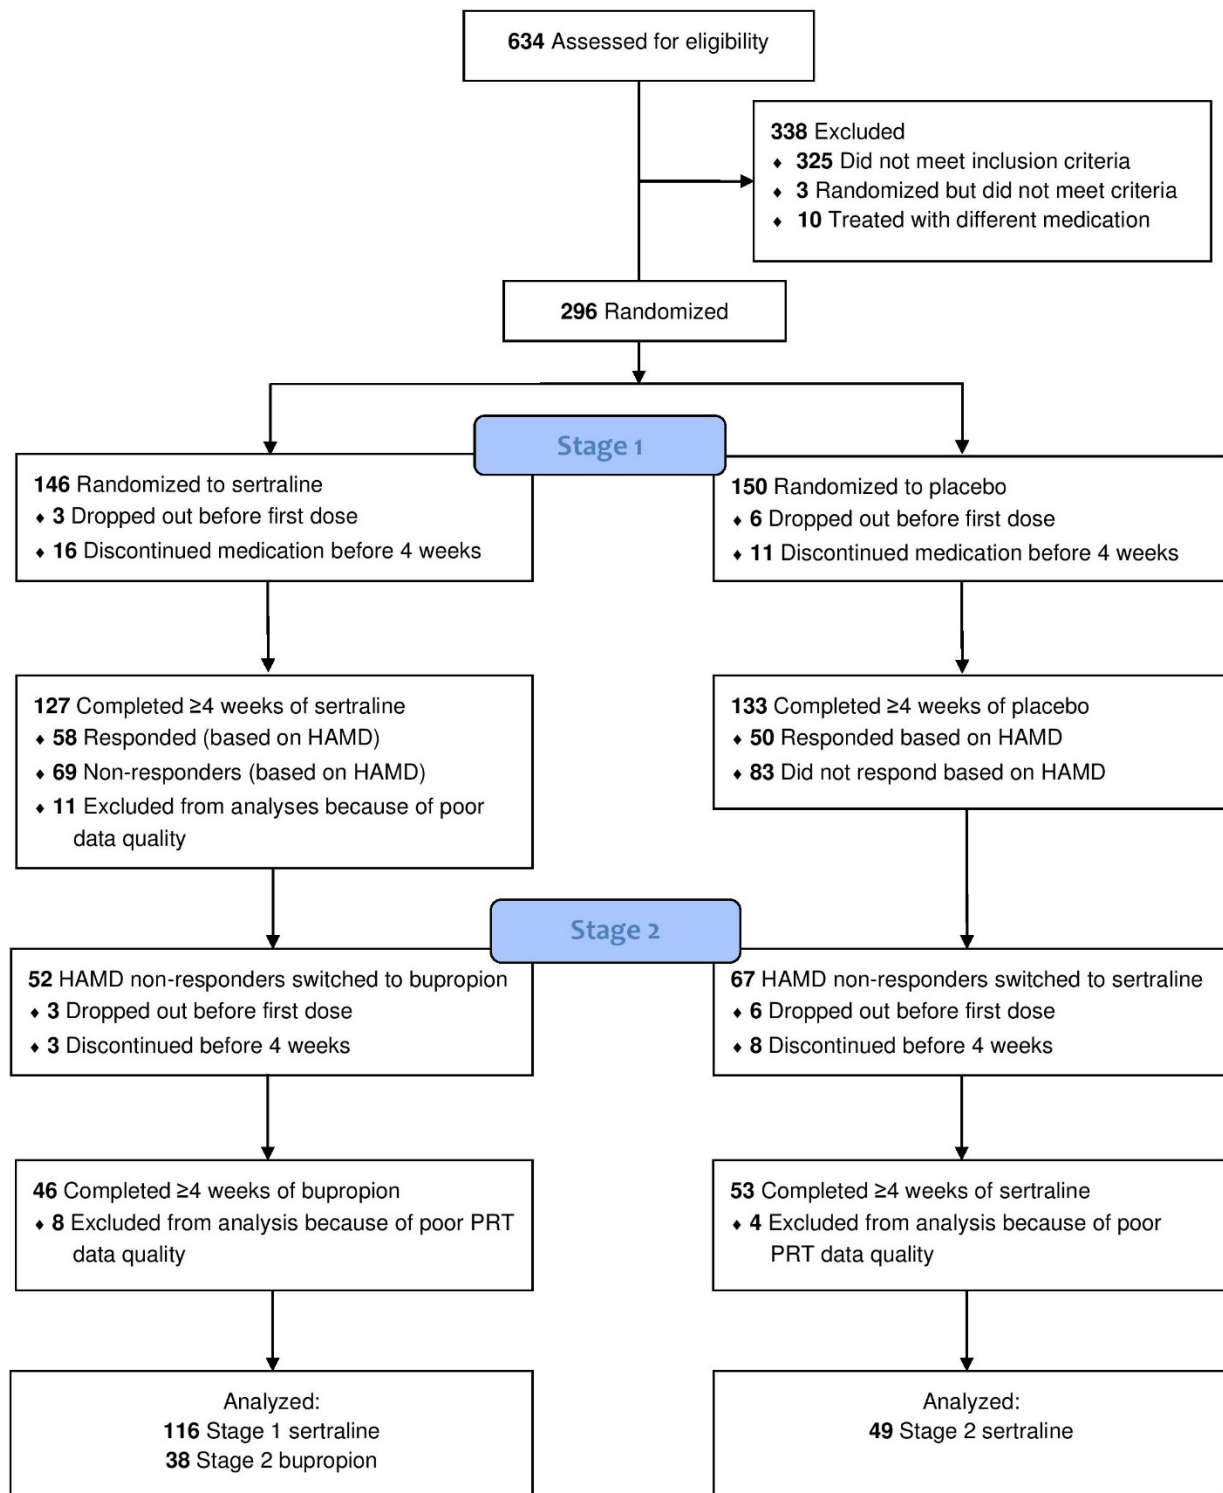 634 Assessed for eligibility
338 Excluded
♦ 325 Did not meet inclusion criteria
♦ 3 Randomized but did not meet criteria
♦ 10 Treated with different medication
296 Randomized
Stage 1
146 Randomized to sertraline
♦ 3 Dropped out before first dose
♦ 16 Discontinued medication before 4 weeks
150 Randomized to placebo
♦ 6 Dropped out before first dose
♦ 11 Discontinued medication before 4 weeks
127 Completed ≥4 weeks of sertraline
♦ 58 Responded (based on HAMD)
♦ 69 Non-responders (based on HAMD)
♦ 11 Excluded from analyses because of poor
data quality
133 Completed ≥4 weeks of placebo
♦ 50 Responded based on HAMD
♦ 83 Did not respond based on HAMD
Stage 2
52 HAMD non-responders switched to bupropion
♦ 3 Dropped out before first dose
♦ 3 Discontinued before 4 weeks
67 HAMD non-responders switched to sertraline
♦ 6 Dropped out before first dose
♦ 8 Discontinued before 4 weeks
46 Completed ≥4 weeks of bupropion
♦ 8 Excluded from analysis because of poor PRT
data quality
53 Completed ≥4 weeks of sertraline
♦ 4 Excluded from analysis because of poor
PRT data quality
Analyzed:
116 Stage 1 sertraline
38 Stage 2 bupropion
Analyzed:
49 Stage 2 sertraline